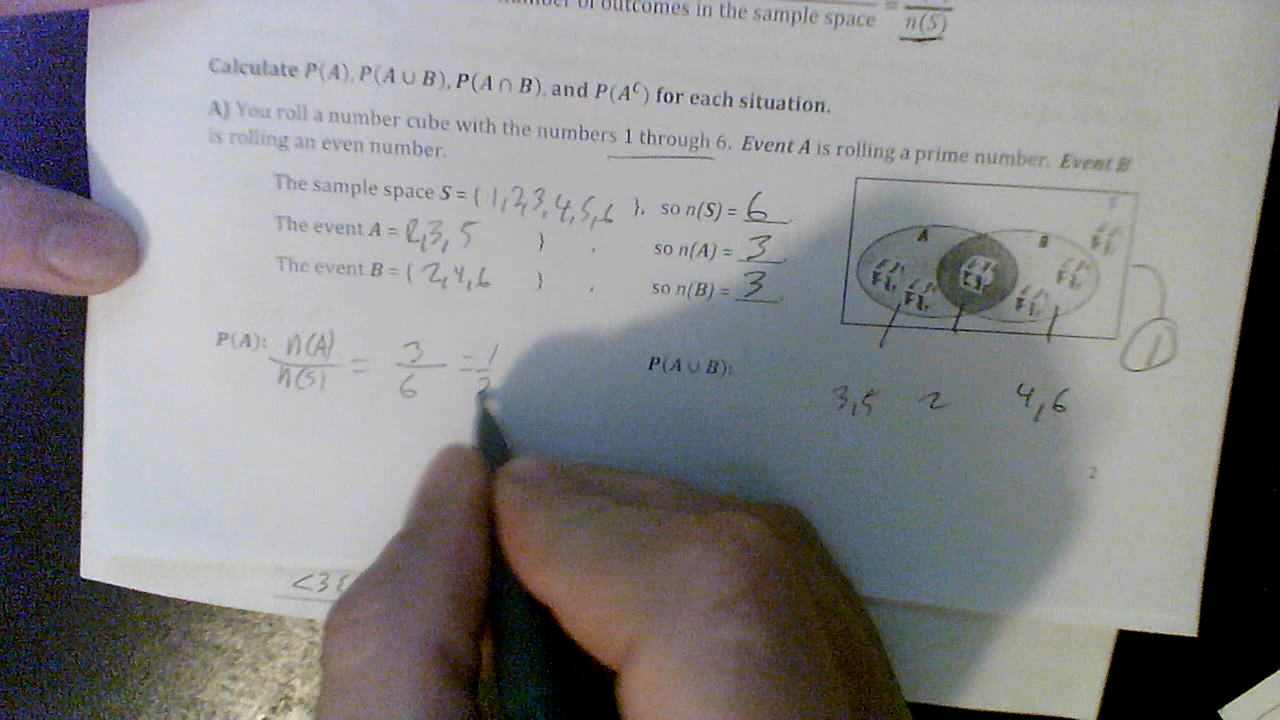 number of outcomes in the sample space = n(S)
Calculate P(A), P(A ∪ B), P(A ∩ B), and P(Aᶜ) for each situation.
A) You roll a number cube with the numbers 1 through 6. Event A is rolling a prime number. Event B
is rolling an even number.
The sample space S = { 1,2,3,4,5,6 }, so n(S) = 6
The event A = 2,3,5 } . so n(A) = 3
The event B = { 2,4,6 } . so n(B) = 3
A B
1
P(A): n(A)/n(S) = 3/6 = 1/2
P(A ∪ B):
3,5 2 4,6
2